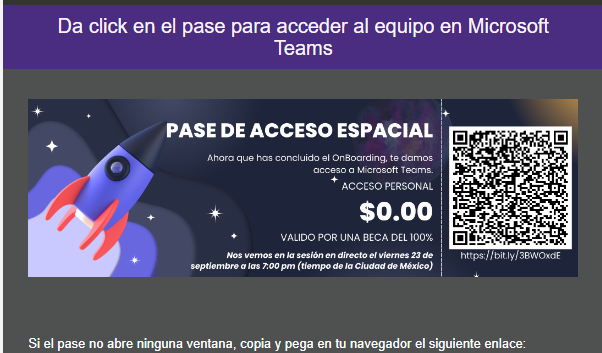 Da click en el pase para acceder al equipo en Microsoft
Teams
PASE DE ACCESO ESPACIAL
Ahora que has concluido el OnBoarding, te damos
acceso a Microsoft Teams.
ACCESO PERSONAL
$0.00
VALIDO POR UNA BECA DEL 100%
Nos vemos en la sesión en directo el viernes 23 de
septiembre a las 7:00 pm (tiempo de la Ciudad de México)
https://bit.ly/3BWOxdE
Si el pase no abre ninguna ventana, copia y pega en tu navegador el siguiente enlace: